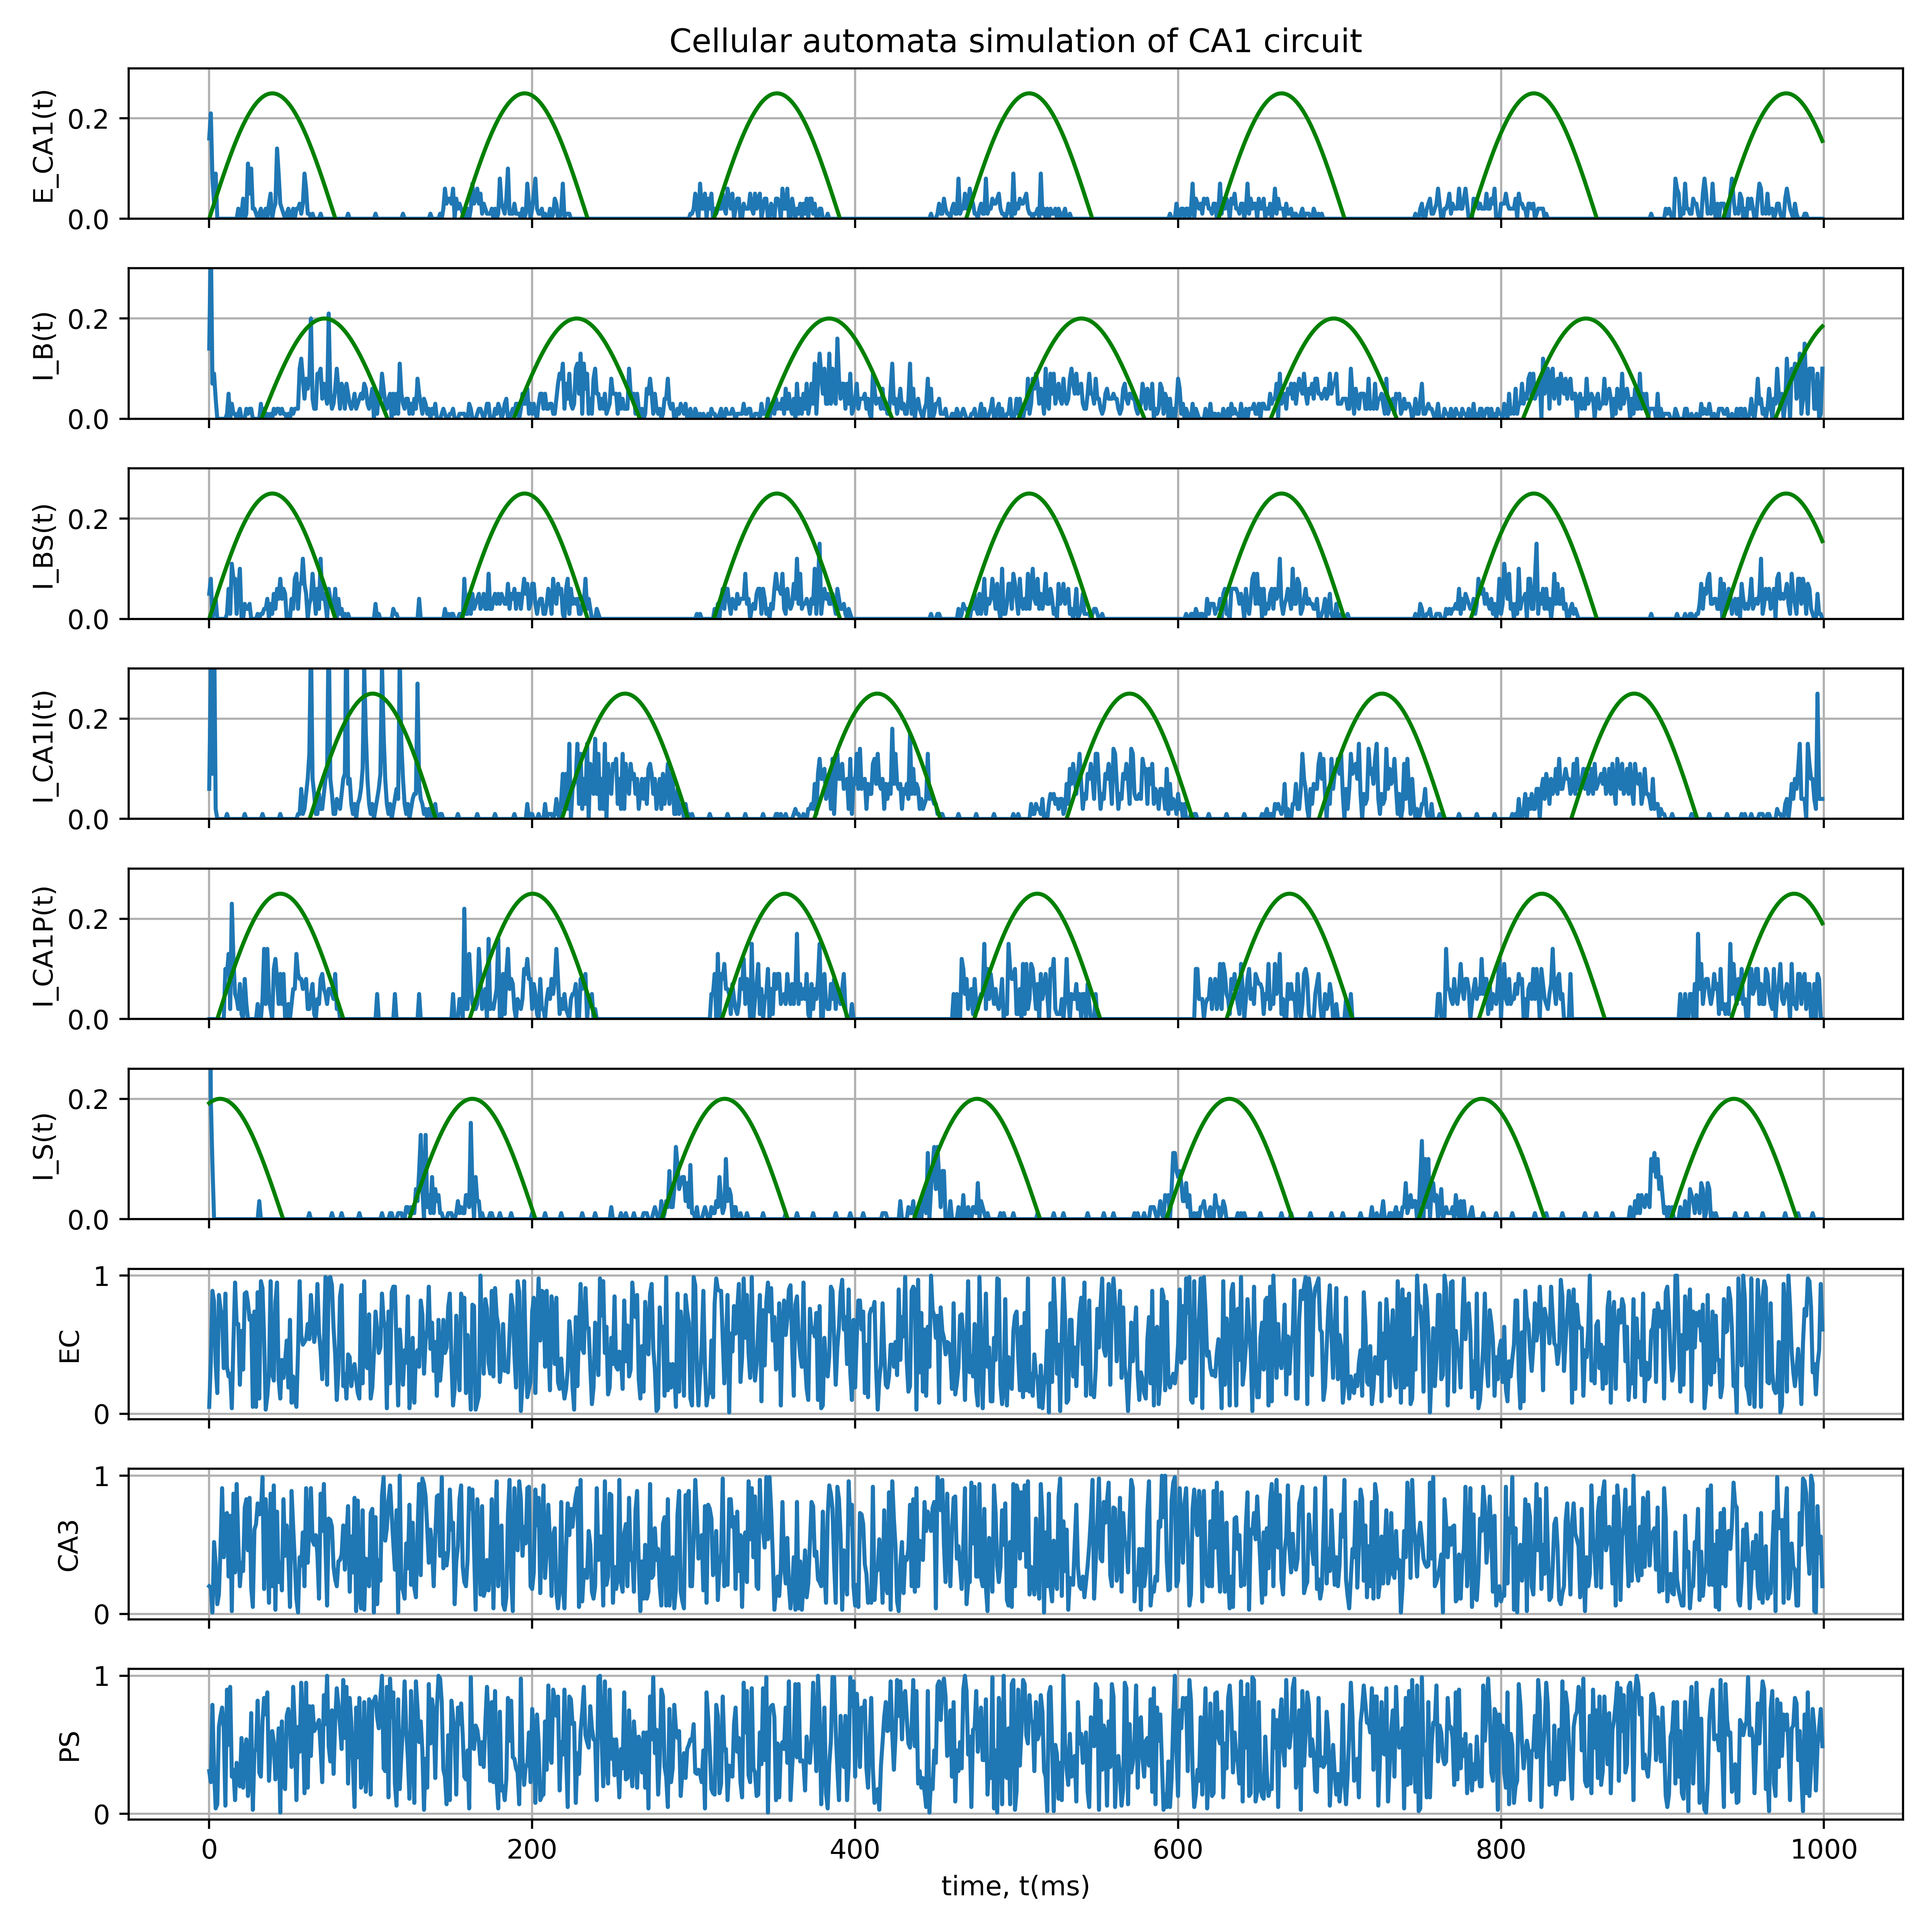 Cellular automata simulation of CA1 circuit
E_CA1(t)
0.2
0.0
I_B(t)
0.2
0.0
I_BS(t)
0.2
0.0
I_CA1I(t)
0.2
0.0
I_CA1P(t)
0.2
0.0
I_S(t)
0.2
0.0
EC
1
0
CA3
1
0
PS
1
0
0 200 400 600 800 1000
time, t(ms)